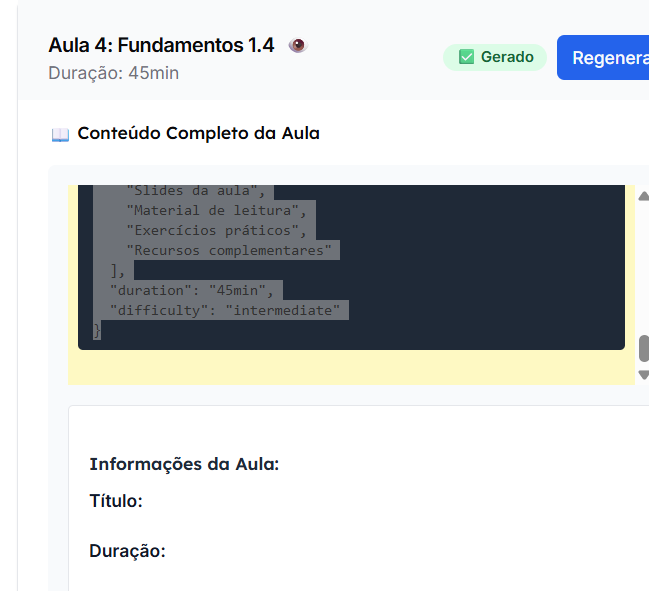 Aula 4: Fundamentos 1.4
Duração: 45min
Gerado
Regenera
Conteúdo Completo da Aula
"Slides da aula",
"Material de leitura",
"Exercícios práticos",
"Recursos complementares"
],
"duration": "45min",
"difficulty": "intermediate"
}
Informações da Aula:
Título:
Duração: